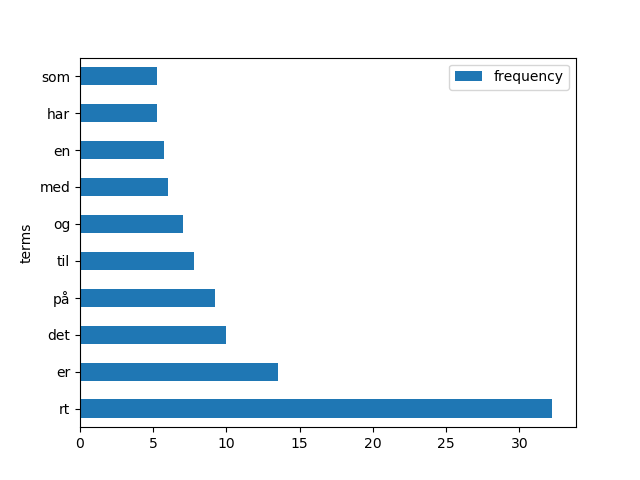 frequency
som
har
en
med
og
til
på
det
er
rt
terms
0 5 10 15 20 25 30